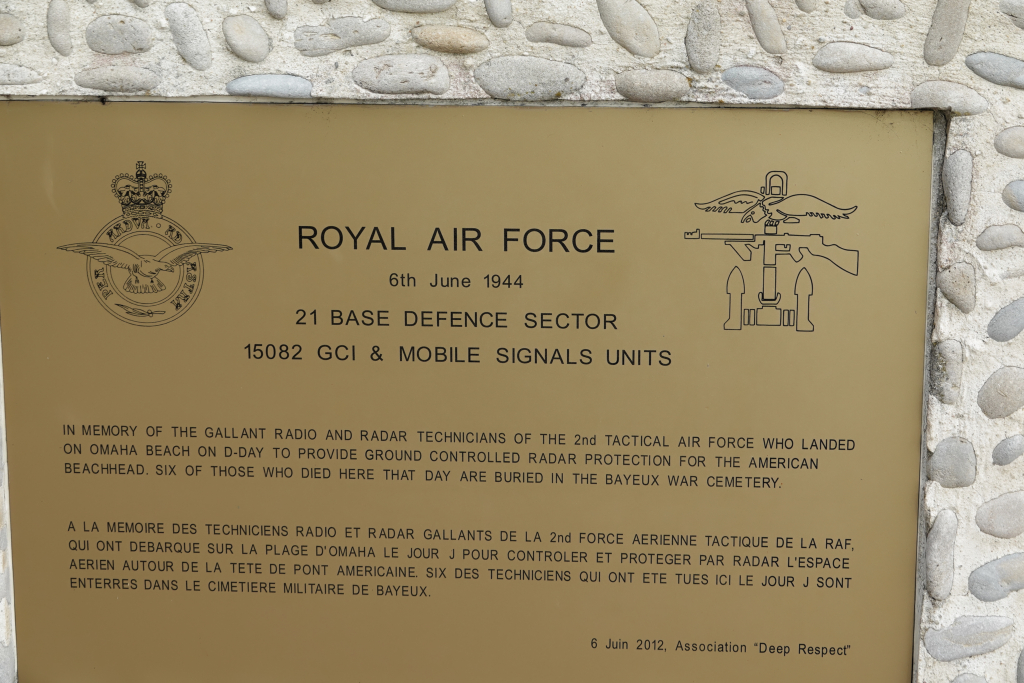 ROYAL AIR FORCE
6th June 1944
21 BASE DEFENCE SECTOR
15082 GCI & MOBILE SIGNALS UNITS
IN MEMORY OF THE GALLANT RADIO AND RADAR TECHNICIANS OF THE 2nd TACTICAL AIR FORCE WHO LANDED
ON OMAHA BEACH ON D-DAY TO PROVIDE GROUND CONTROLLED RADAR PROTECTION FOR THE AMERICAN
BEACHHEAD. SIX OF THOSE WHO DIED HERE THAT DAY ARE BURIED IN THE BAYEUX WAR CEMETERY.
A LA MEMOIRE DES TECHNICIENS RADIO ET RADAR GALLANTS DE LA 2nd FORCE AERIENNE TACTIQUE DE LA RAF,
QUI ONT DEBARQUE SUR LA PLAGE D'OMAHA LE JOUR J POUR CONTROLER ET PROTEGER PAR RADAR L'ESPACE
AERIEN AUTOUR DE LA TETE DE PONT AMERICAINE. SIX DES TECHNICIENS QUI ONT ETE TUES ICI LE JOUR J SONT
ENTERRES DANS LE CIMETIERE MILITAIRE DE BAYEUX.
6 Juin 2012, Association "Deep Respect"